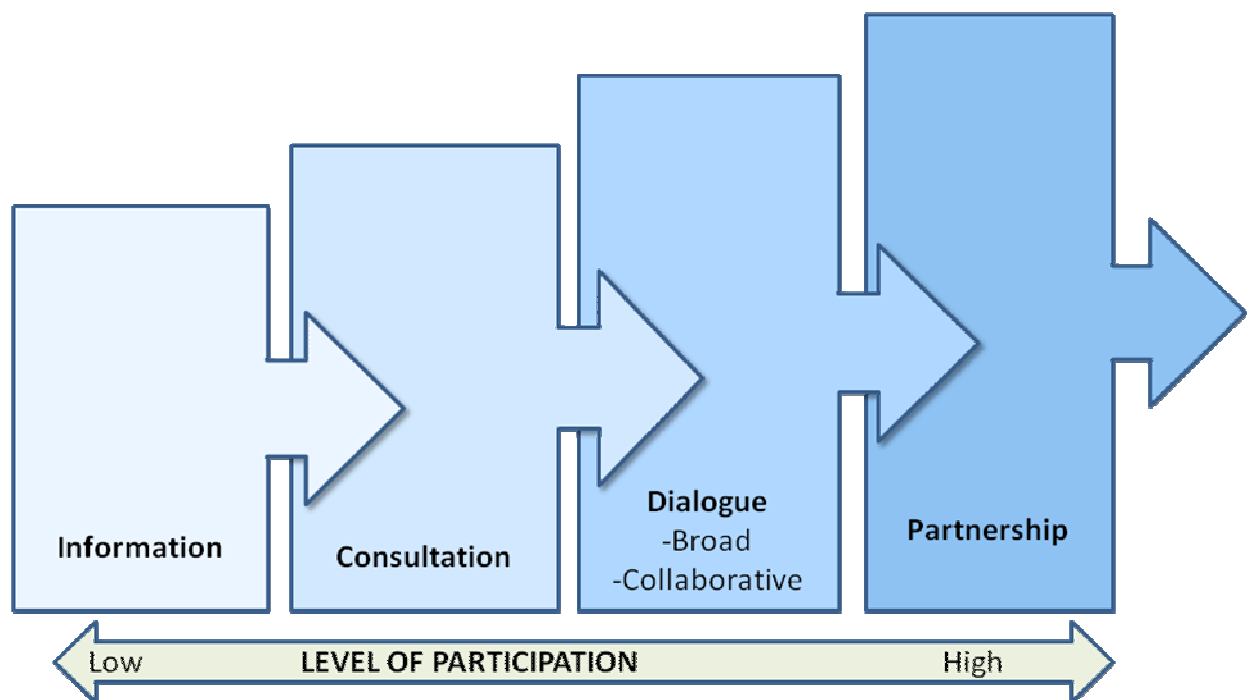 Information
Consultation
Dialogue
-Broad
-Collaborative
Partnership
Low LEVEL OF PARTICIPATION High